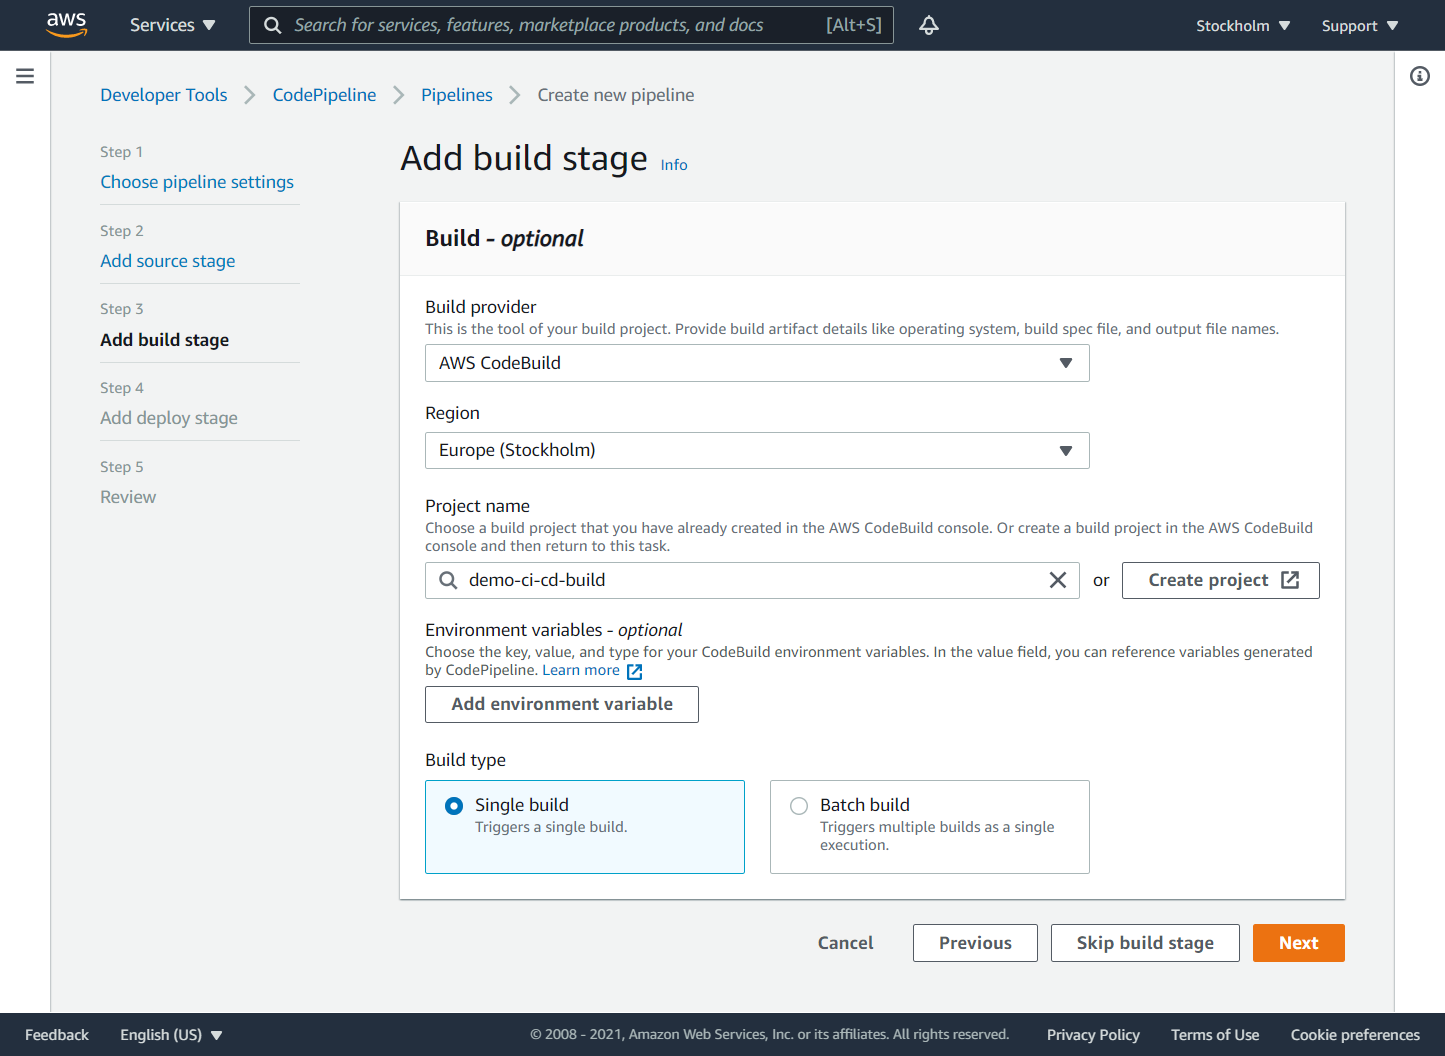 aws Services Search for services, features, marketplace products, and docs [Alt+S] Stockholm Support
Developer Tools CodePipeline Pipelines Create new pipeline
Step 1
Choose pipeline settings
Step 2
Add source stage
Step 3
Add build stage
Step 4
Add deploy stage
Step 5
Review
Add build stage Info
Build - optional
Build provider
This is the tool of your build project. Provide build artifact details like operating system, build spec file, and output file names.
AWS CodeBuild
Region
Europe (Stockholm)
Project name
Choose a build project that you have already created in the AWS CodeBuild console. Or create a build project in the AWS CodeBuild
console and then return to this task.
demo-ci-cd-build or Create project
Environment variables - optional
Choose the key, value, and type for your CodeBuild environment variables. In the value field, you can reference variables generated
by CodePipeline. Learn more
Add environment variable
Build type
Single build
Triggers a single build.
Batch build
Triggers multiple builds as a single
execution.
Cancel Previous Skip build stage Next
Feedback English (US) © 2008 - 2021, Amazon Web Services, Inc. or its affiliates. All rights reserved. Privacy Policy Terms of Use Cookie preferences